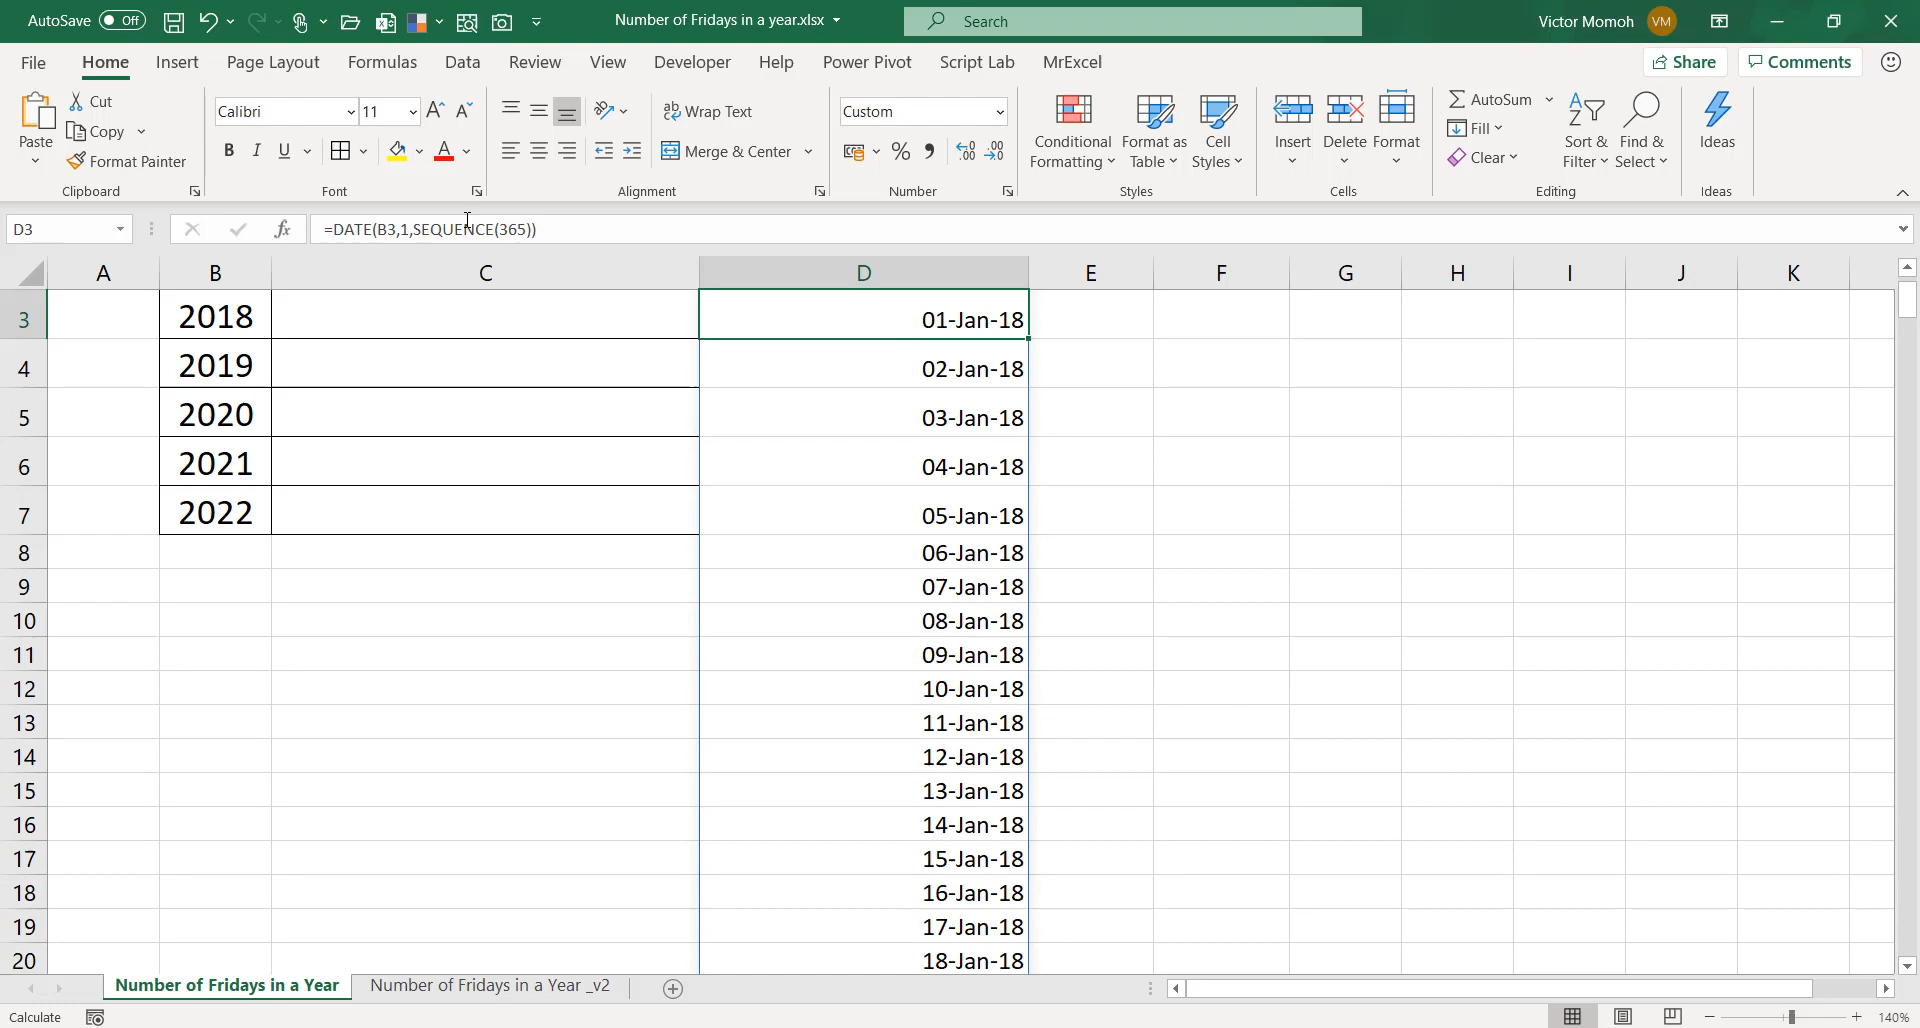 AutoSave Off Number of Fridays in a year.xlsx Search Victor Momoh VM
File Home Insert Page Layout Formulas Data Review View Developer Help Power Pivot Script Lab MrExcel Share Comments
Paste Cut Copy Format Painter
Clipboard
Calibri 11
B I U
Font
Wrap Text
Merge & Center
Alignment
Custom
Number
Conditional Formatting Format as Table Cell Styles
Styles
Insert Delete Format
Cells
AutoSum
Fill
Clear
Sort & Filter Find & Select
Editing
Ideas
Ideas
D3 fx =DATE(B3,1,SEQUENCE(365))
A B C D E F G H I J K
3 2018 01-Jan-18
4 2019 02-Jan-18
5 2020 03-Jan-18
6 2021 04-Jan-18
7 2022 05-Jan-18
8 06-Jan-18
9 07-Jan-18
10 08-Jan-18
11 09-Jan-18
12 10-Jan-18
13 11-Jan-18
14 12-Jan-18
15 13-Jan-18
16 14-Jan-18
17 15-Jan-18
18 16-Jan-18
19 17-Jan-18
20 18-Jan-18
Number of Fridays in a Year Number of Fridays in a Year _v2
Calculate 140%